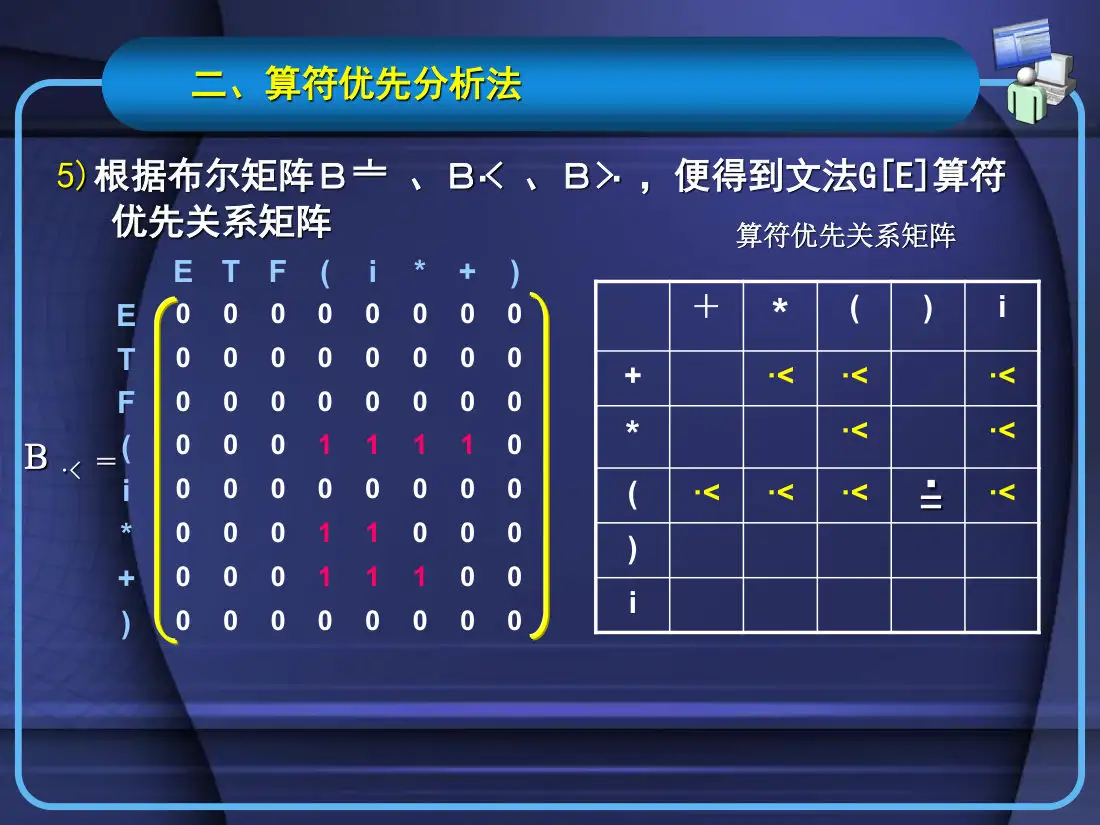 二、算符优先分析法
5)根据布尔矩阵B≐ 、B⋖ 、B⋗ ，便得到文法G[E]算符
优先关系矩阵
算符优先关系矩阵
E T F ( i * + )
E 0 0 0 0 0 0 0 0
T 0 0 0 0 0 0 0 0
F 0 0 0 0 0 0 0 0
( 0 0 0 1 1 1 1 0
B ·< =
i 0 0 0 0 0 0 0 0
* 0 0 0 1 1 0 0 0
+ 0 0 0 1 1 1 0 0
) 0 0 0 0 0 0 0 0
＋ * ( ) i
+ ·< ·< ·<
* ·< ·<
( ·< ·< ·< ≐ ·<
)
i